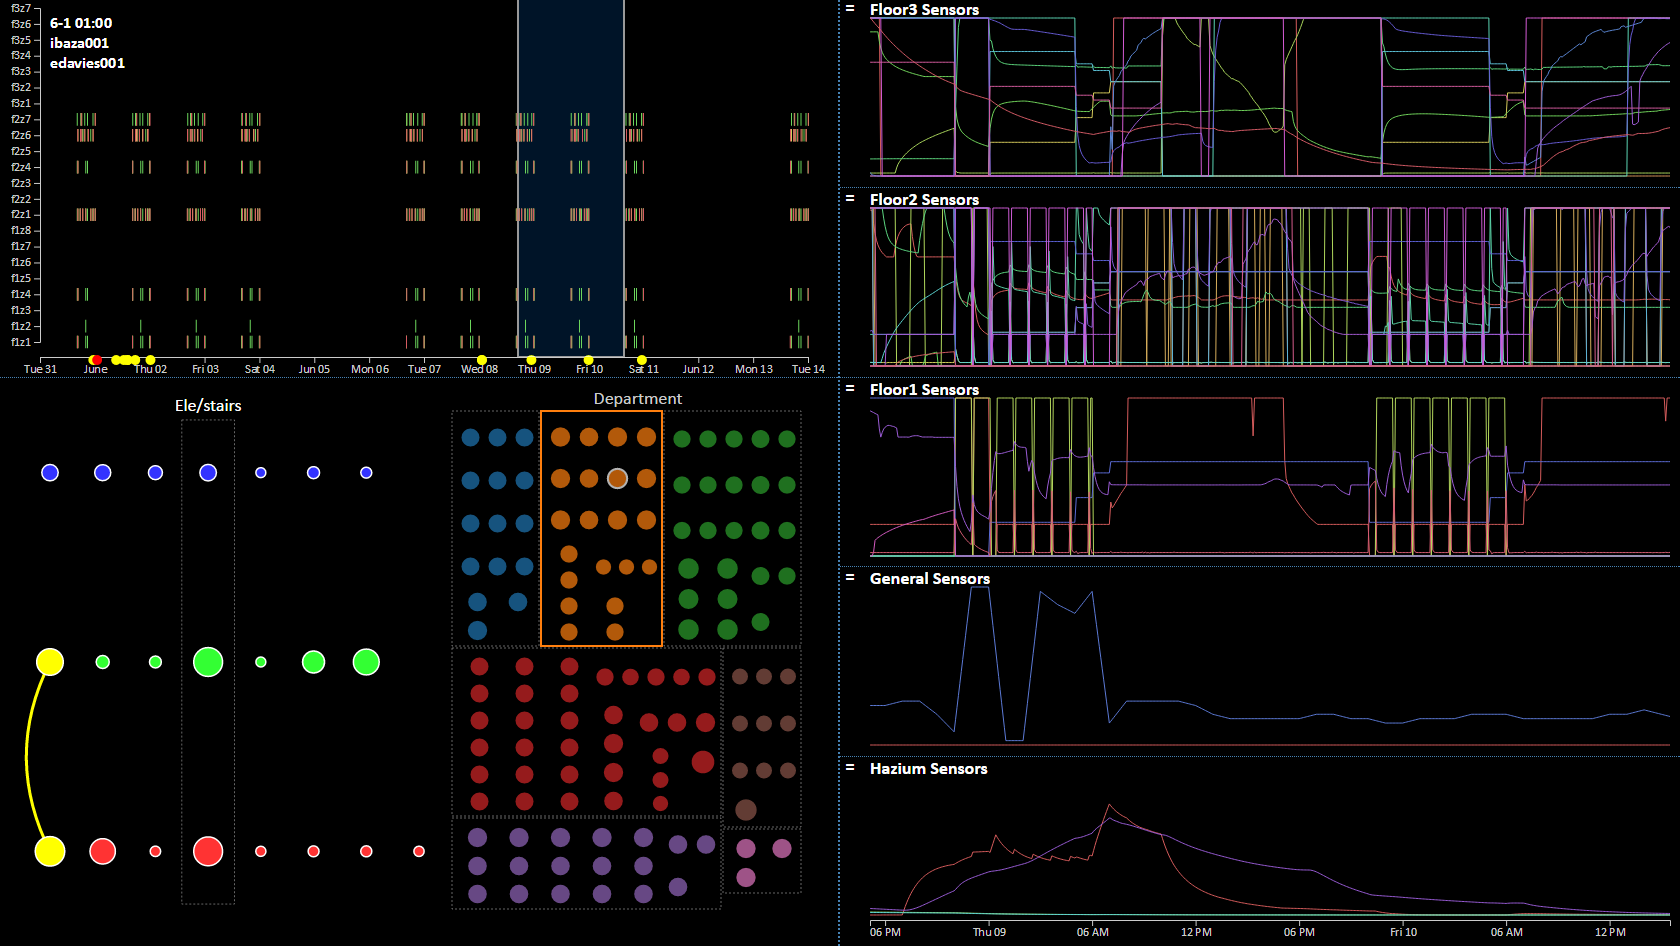 f3z7
f3z6
f3z5
f3z4
f3z3
f3z2
f3z1
f2z7
f2z6
f2z5
f2z4
f2z3
f2z2
f2z1
f1z8
f1z7
f1z6
f1z5
f1z4
f1z3
f1z2
f1z1
6-1 01:00
ibaza001
edavies001
Tue 31 June Thu 02 Fri 03 Sat 04 Jun 05 Mon 06 Tue 07 Wed 08 Thu 09 Fri 10 Sat 11 Jun 12 Mon 13 Tue 14
Ele/stairs
Department
= Floor3 Sensors
= Floor2 Sensors
= Floor1 Sensors
= General Sensors
= Hazium Sensors
06 PM Thu 09 06 AM 12 PM 06 PM Fri 10 06 AM 12 PM